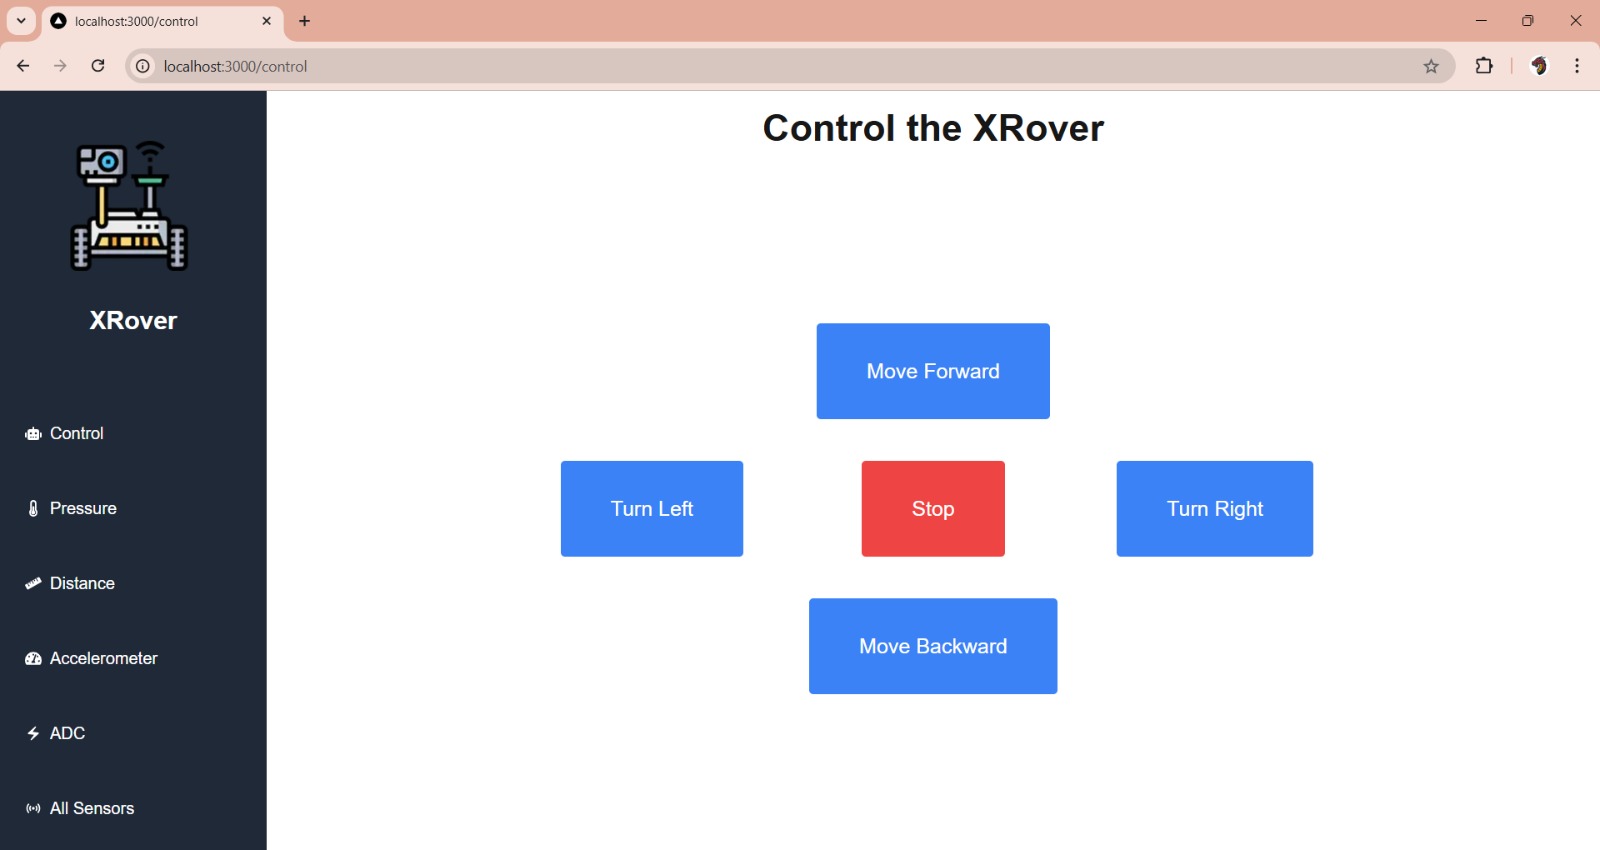 localhost:3000/control
localhost:3000/control
Control the XRover
XRover
Control
Pressure
Distance
Accelerometer
ADC
All Sensors
Move Forward
Turn Left
Stop
Turn Right
Move Backward